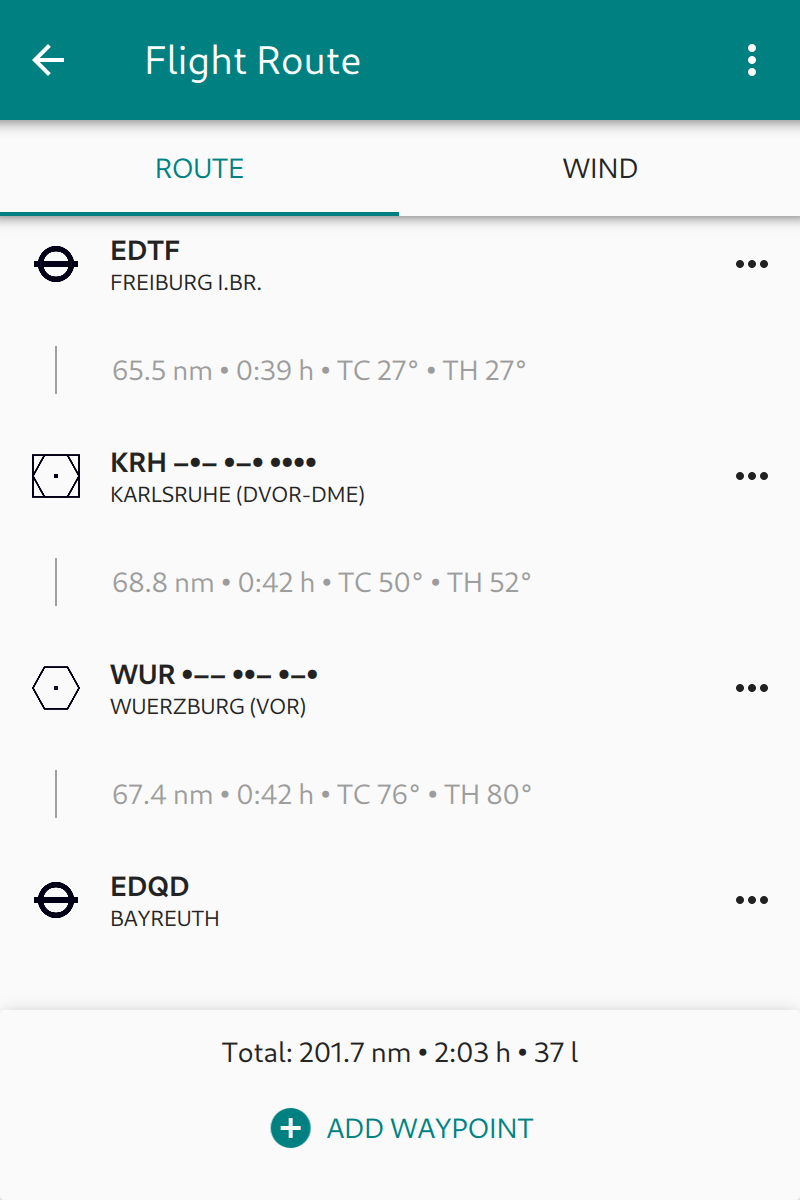 Flight Route
ROUTE WIND
EDTF
FREIBURG I.BR.
65.5 nm • 0:39 h • TC 27° • TH 27°
KRH –•– •–• ••••
KARLSRUHE (DVOR-DME)
68.8 nm • 0:42 h • TC 50° • TH 52°
WUR •–– ••– •–•
WUERZBURG (VOR)
67.4 nm • 0:42 h • TC 76° • TH 80°
EDQD
BAYREUTH
Total: 201.7 nm • 2:03 h • 37 l
ADD WAYPOINT